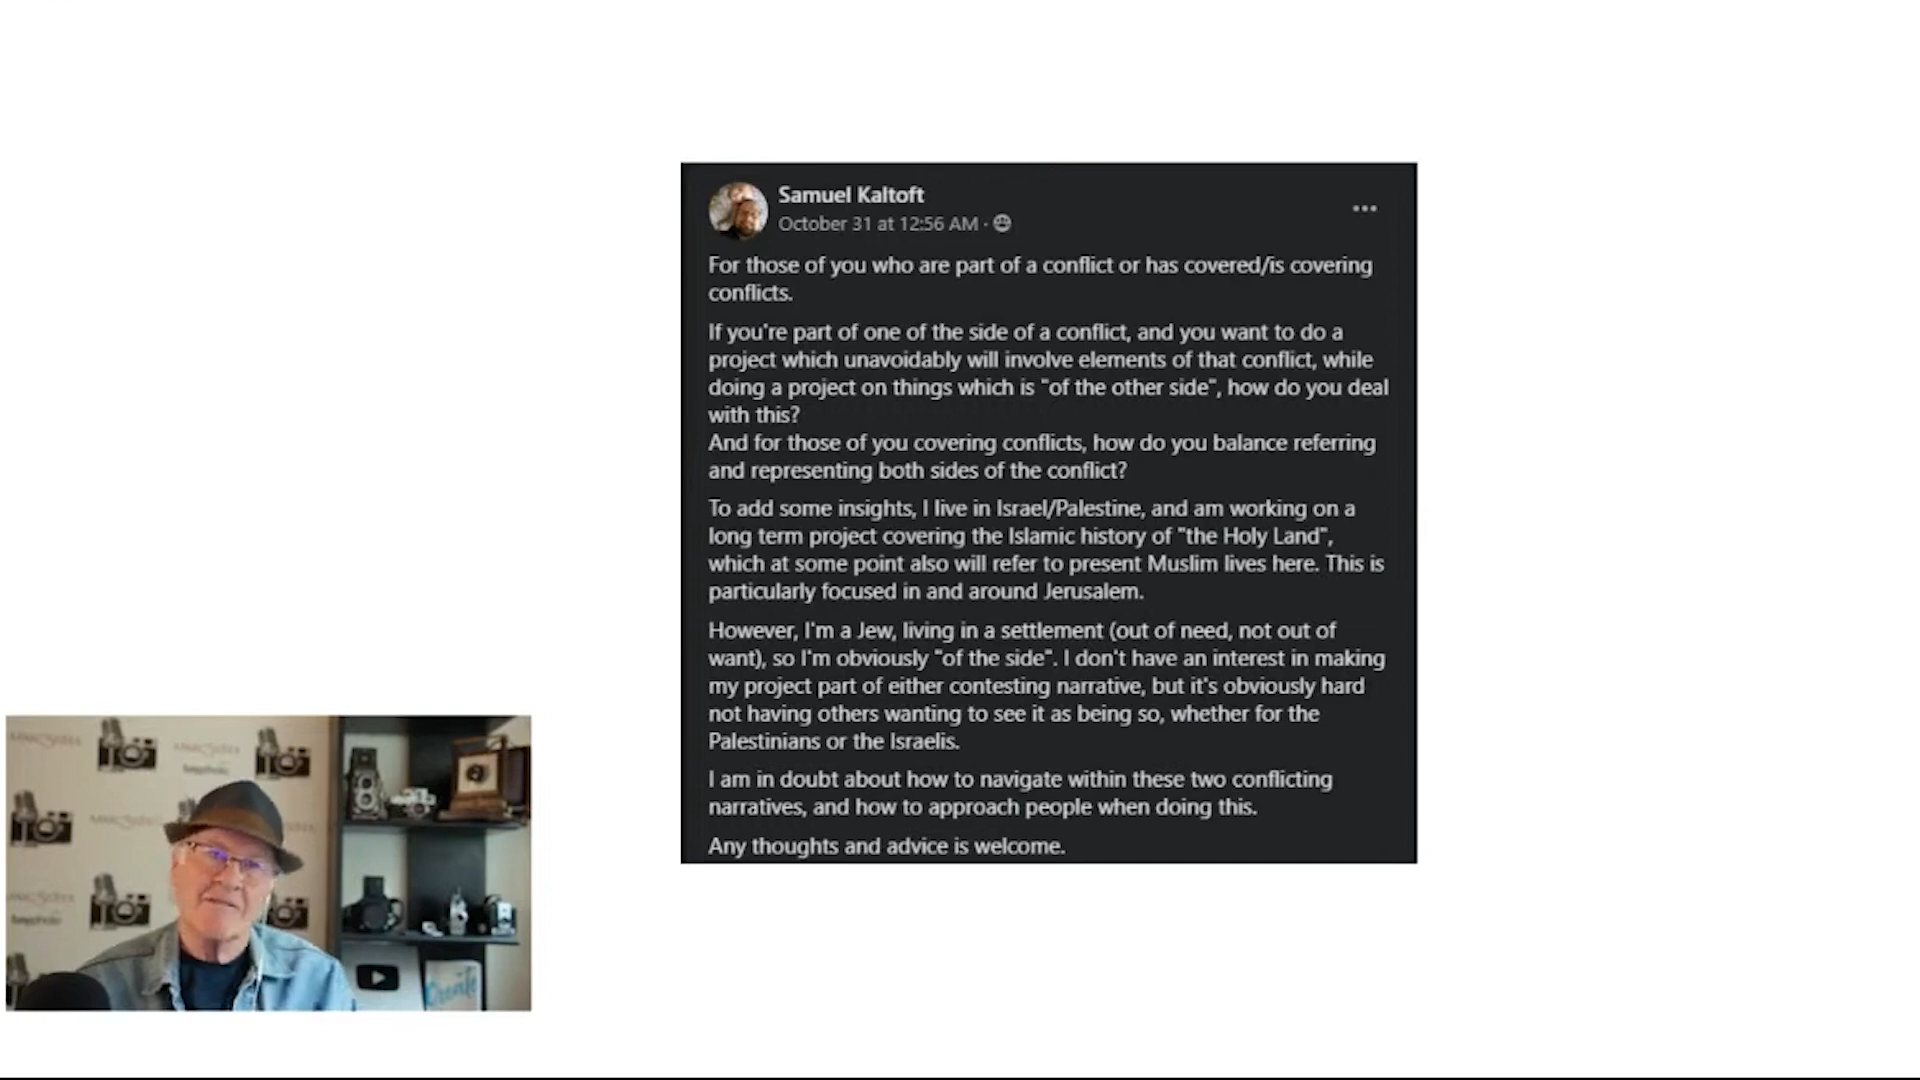 Samuel Kaltoft
October 31 at 12:56 AM ·
For those of you who are part of a conflict or has covered/is covering
conflicts.
If you're part of one of the side of a conflict, and you want to do a
project which unavoidably will involve elements of that conflict, while
doing a project on things which is "of the other side", how do you deal
with this?
And for those of you covering conflicts, how do you balance referring
and representing both sides of the conflict?
To add some insights, I live in Israel/Palestine, and am working on a
long term project covering the Islamic history of "the Holy Land",
which at some point also will refer to present Muslim lives here. This is
particularly focused in and around Jerusalem.
However, I'm a Jew, living in a settlement (out of need, not out of
want), so I'm obviously "of the side". I don't have an interest in making
my project part of either contesting narrative, but it's obviously hard
not having others wanting to see it as being so, whether for the
Palestinians or the Israelis.
I am in doubt about how to navigate within these two conflicting
narratives, and how to approach people when doing this.
Any thoughts and advice is welcome.
Create